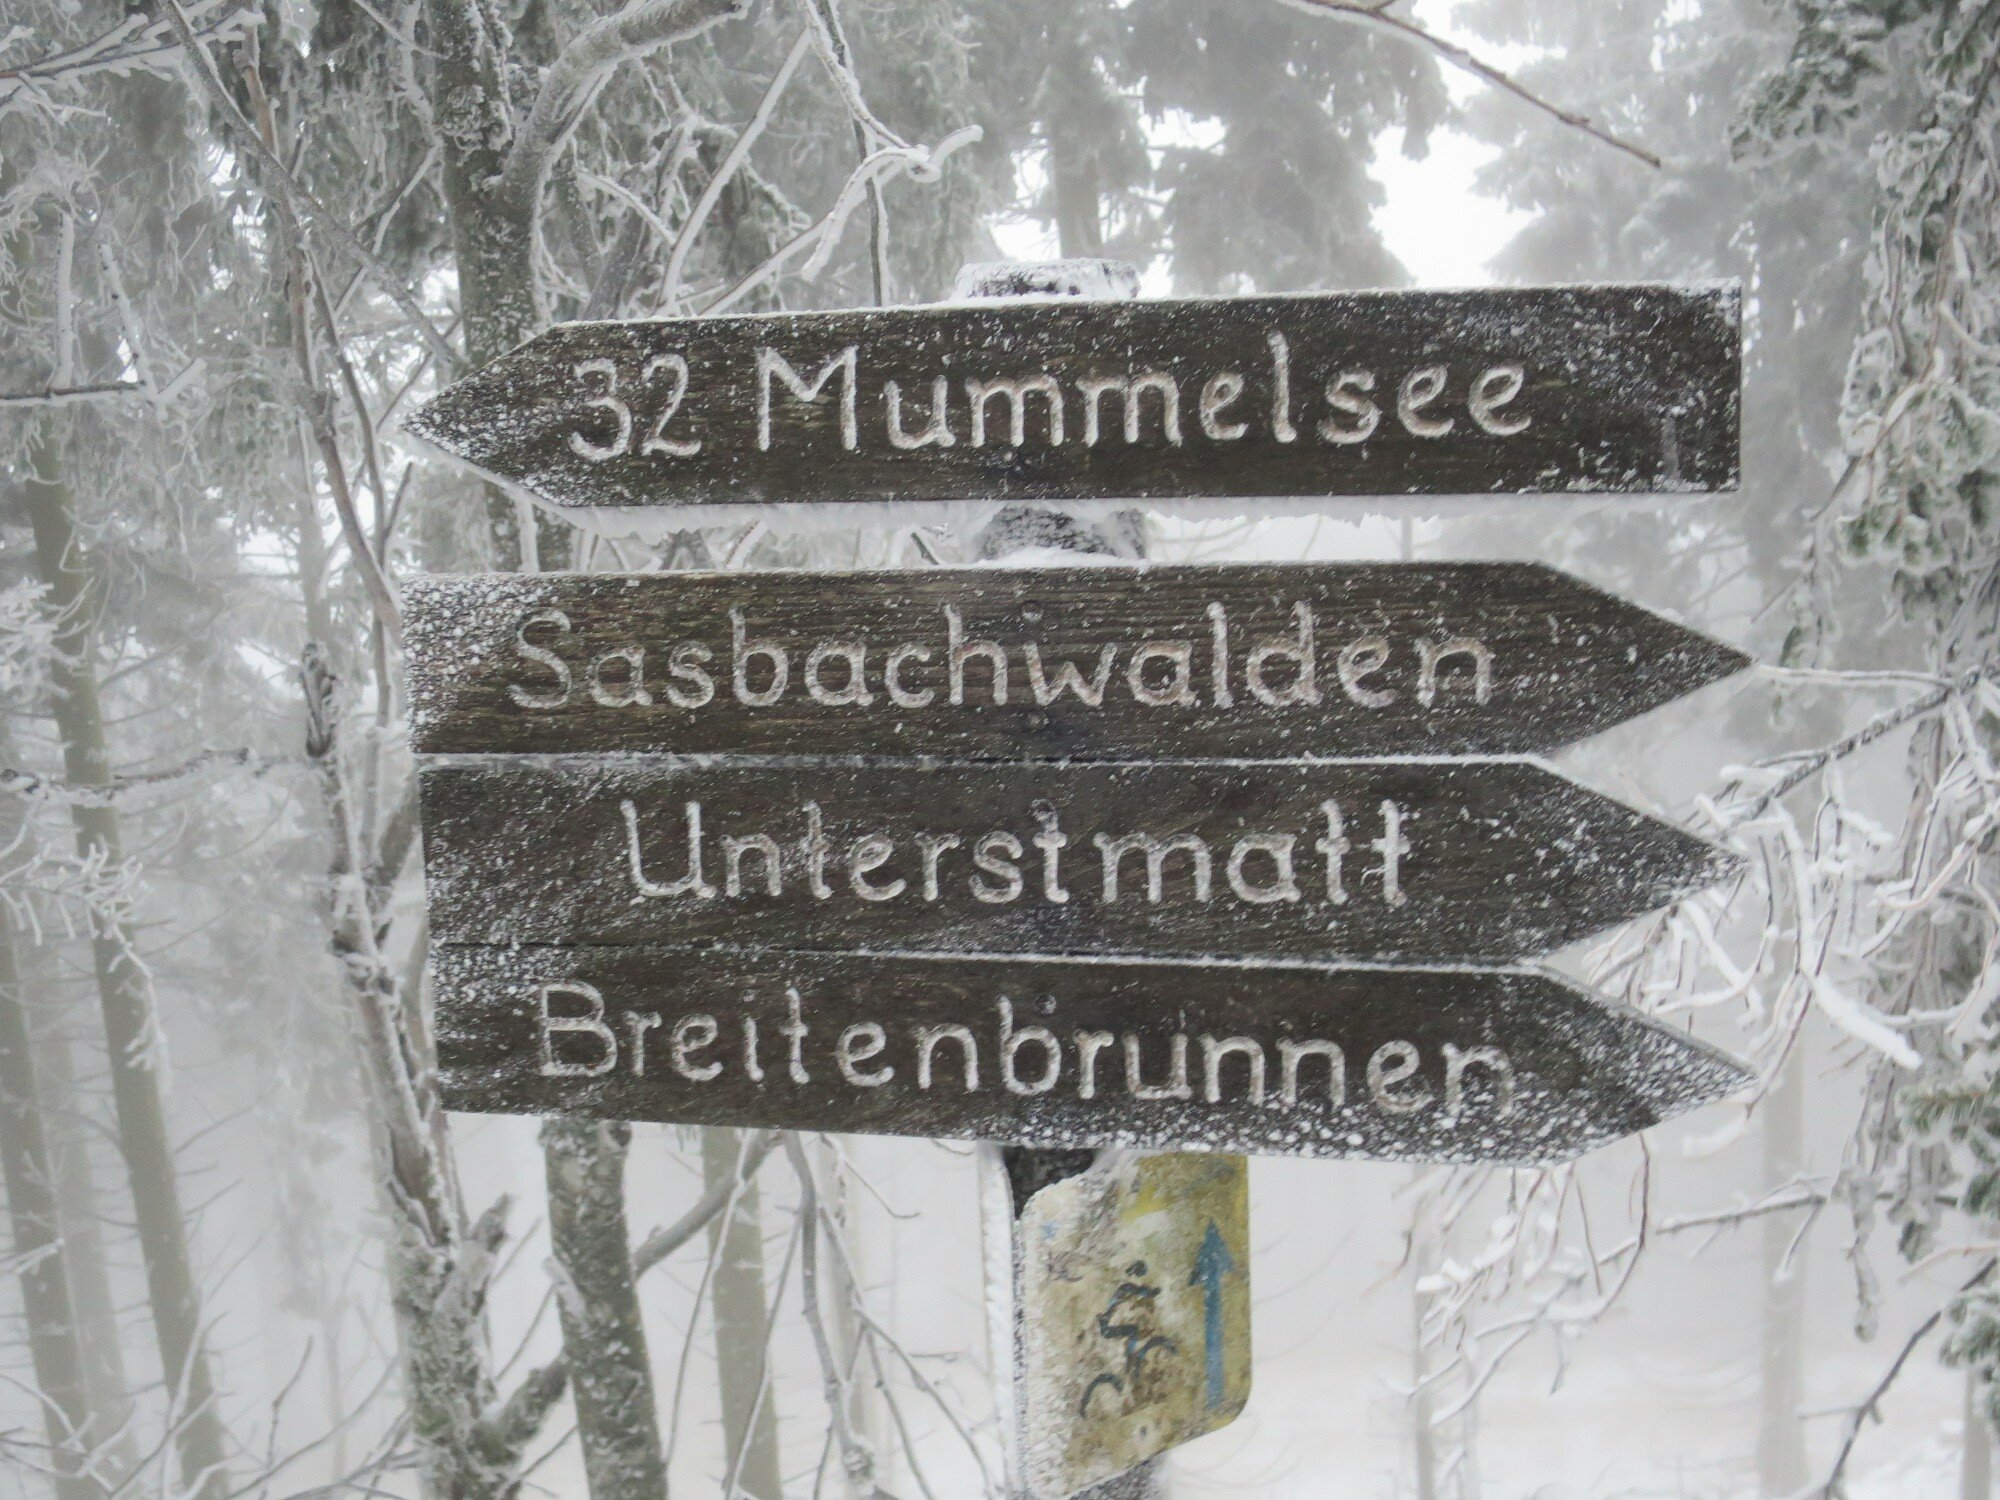 32 Mummelsee
Sasbachwalden
Unterstmatt
Breitenbrunnen